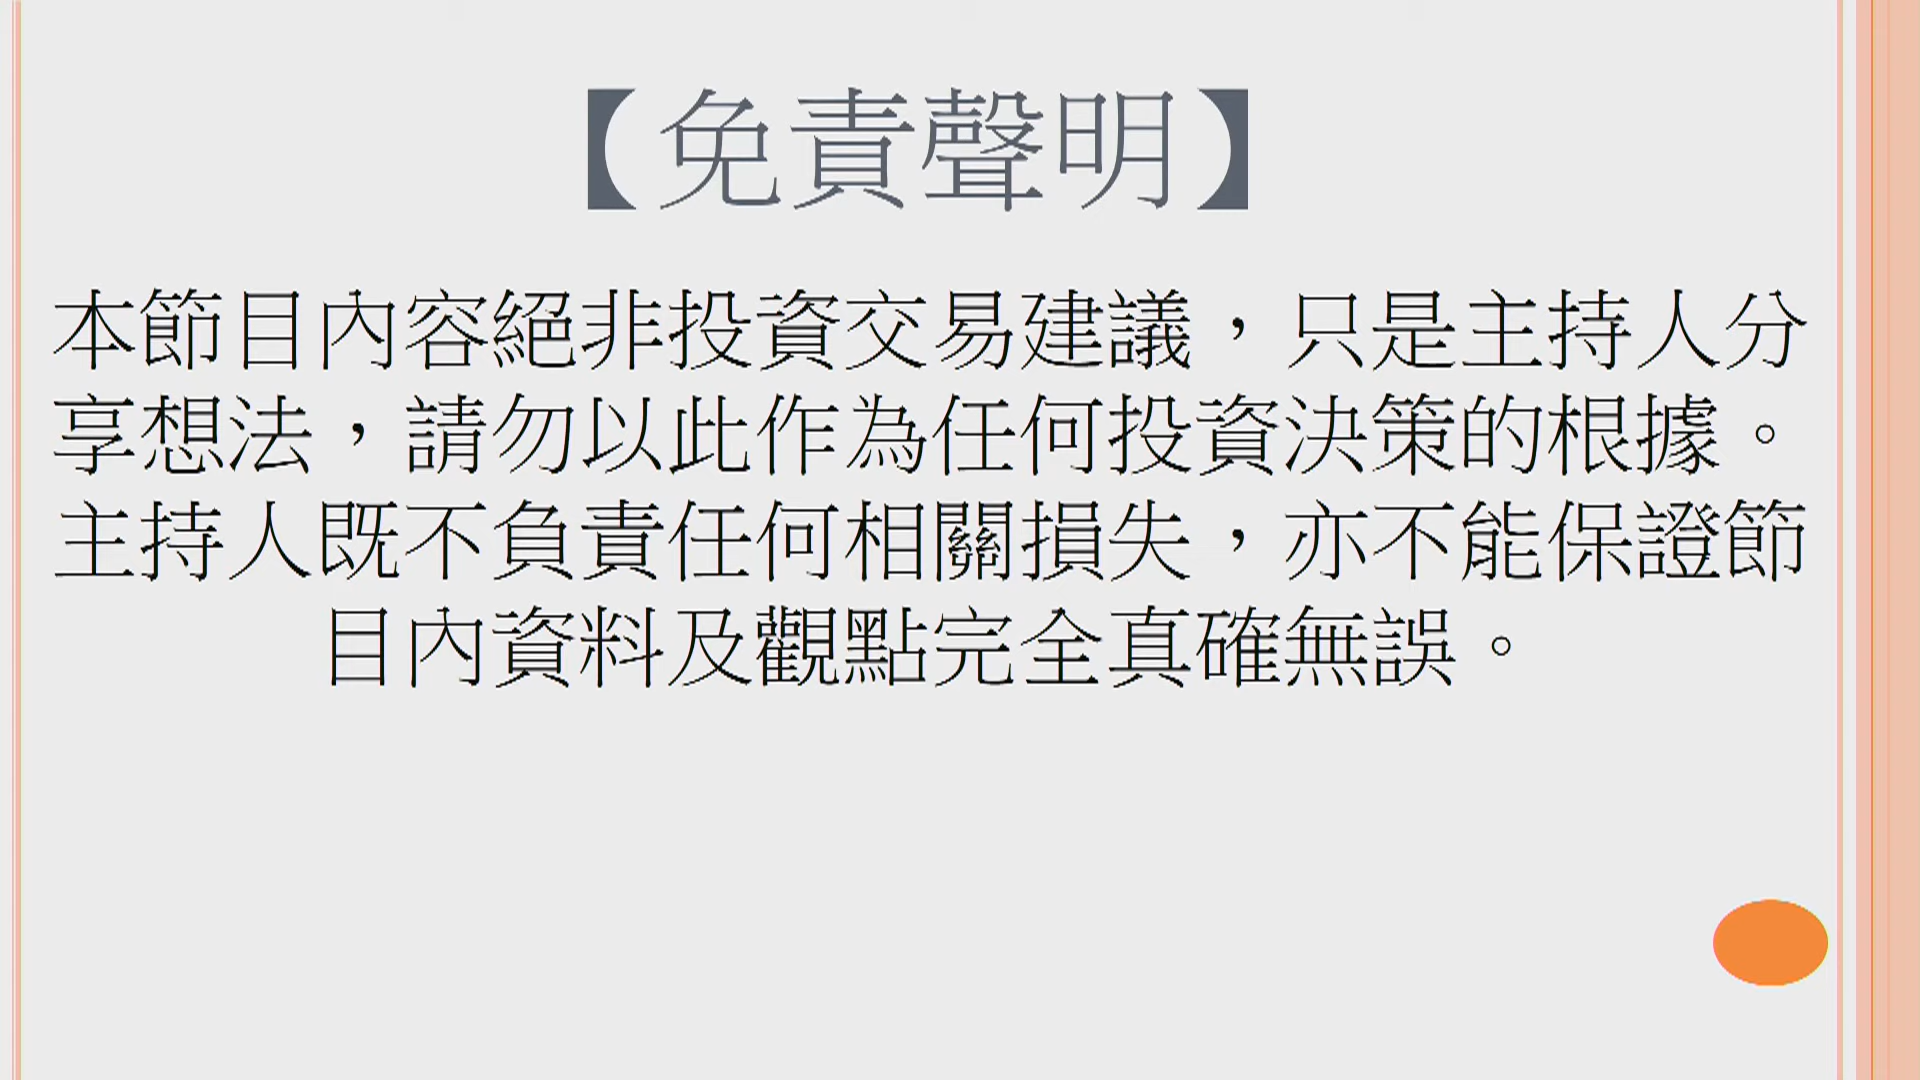 【免責聲明】
本節目內容絕非投資交易建議，只是主持人分
享想法，請勿以此作為任何投資決策的根據。
主持人既不負責任何相關損失，亦不能保證節
目內資料及觀點完全真確無誤。